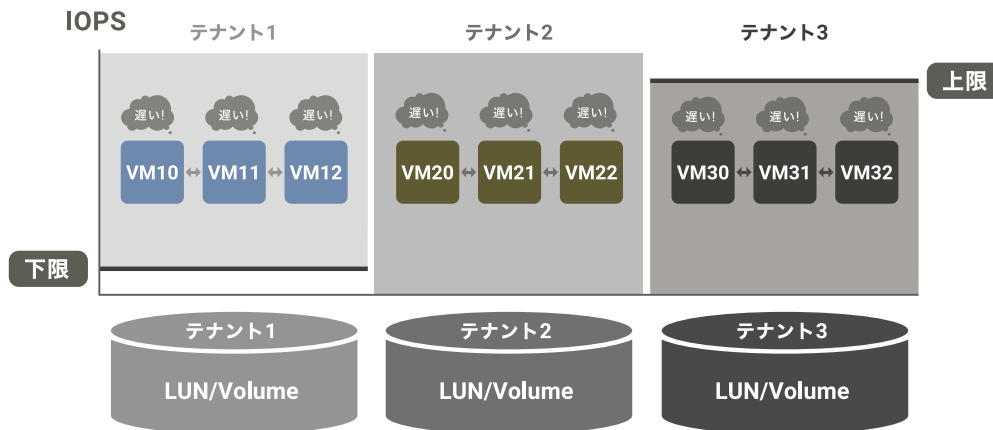 IOPS
テナント1
テナント2
テナント3
上限
遅い!
遅い!
遅い!
遅い!
遅い!
遅い!
遅い!
遅い!
遅い!
VM10
VM11
VM12
VM20
VM21
VM22
VM30
VM31
VM32
下限
テナント1
テナント2
テナント3
LUN/Volume
LUN/Volume
LUN/Volume